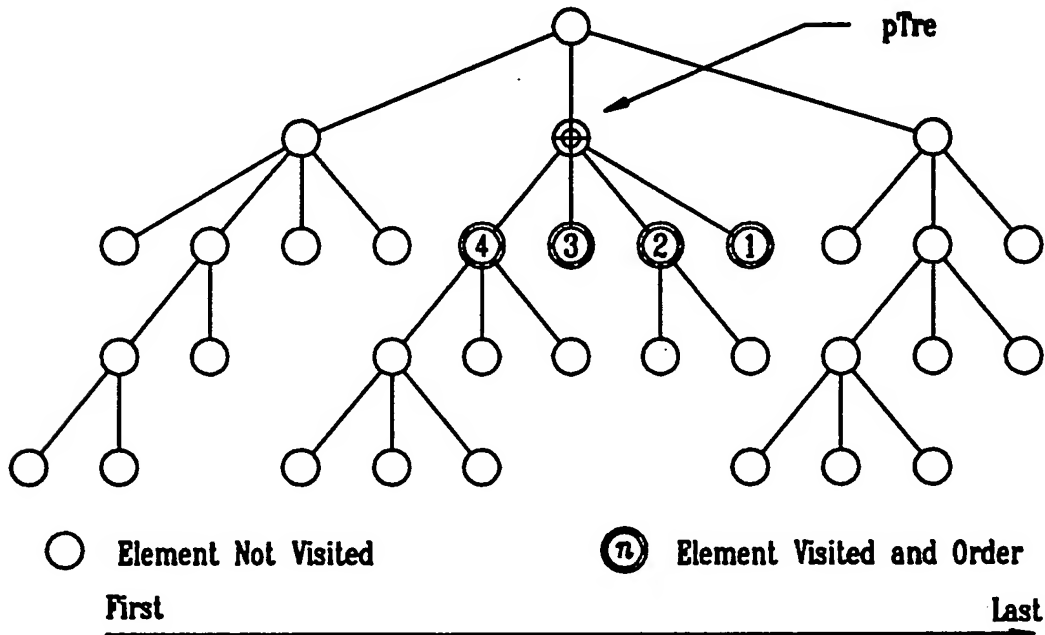 pTre
4 3 2 1
Element Not Visited
n Element Visited and Order
First Last